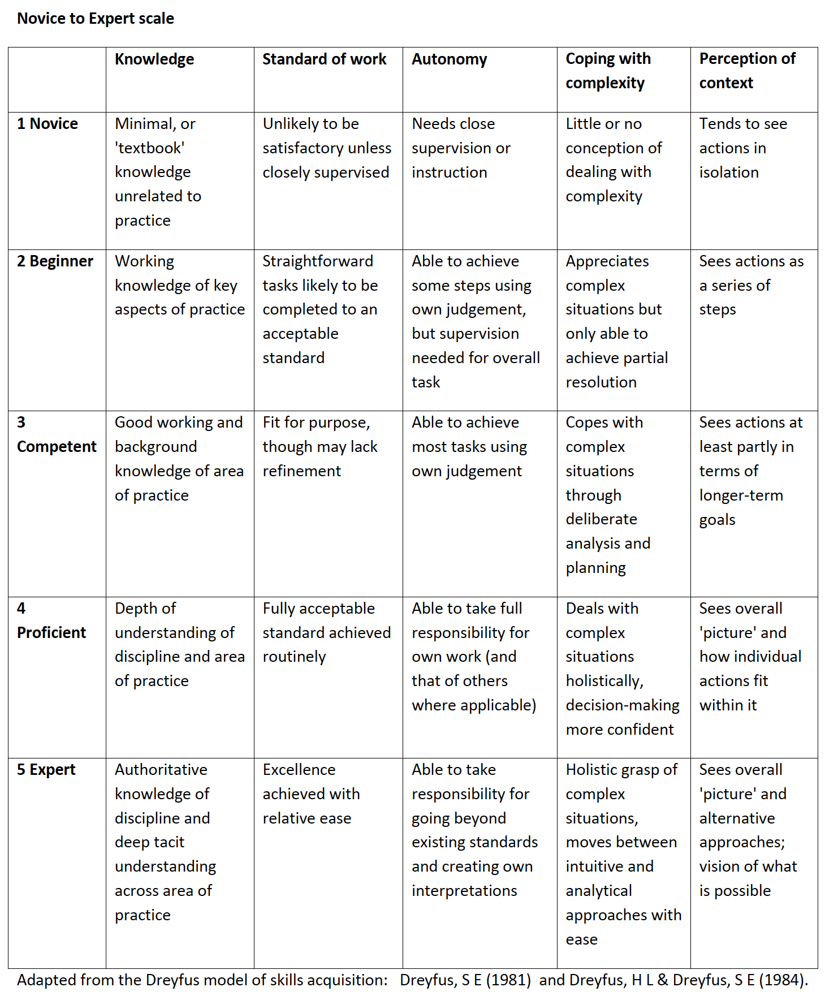 Novice to Expert scale
Knowledge
Standard of work
Autonomy
Coping with
complexity
Perception of
context
1 Novice
Minimal, or
'textbook'
knowledge
unrelated to
practice
Unlikely to be
satisfactory unless
closely supervised
Needs close
supervision or
instruction
Little or no
conception of
dealing with
complexity
Tends to see
actions in
isolation
2 Beginner
Working
knowledge of key
aspects of practice
Straightforward
tasks likely to be
completed to an
acceptable
standard
Able to achieve
some steps using
own judgement,
but supervision
needed for overall
task
Appreciates
complex
situations but
only able to
achieve partial
resolution
Sees actions as
a series of
steps
3
Competent
Good working and
background
knowledge of area
of practice
Fit for purpose,
though may lack
refinement
Able to achieve
most tasks using
own judgement
Copes with
complex
situations
through
deliberate
analysis and
planning
Sees actions at
least partly in
terms of
longer-term
goals
4
Proficient
Depth of
understanding of
discipline and area
of practice
Fully acceptable
standard achieved
routinely
Able to take full
responsibility for
own work (and
that of others
where applicable)
Deals with
complex
situations
holistically,
decision-making
more confident
Sees overall
'picture' and
how individual
actions fit
within it
5 Expert
Authoritative
knowledge of
discipline and
deep tacit
understanding
across area of
practice
Excellence
achieved with
relative ease
Able to take
responsibility for
going beyond
existing standards
and creating own
interpretations
Holistic grasp of
complex
situations,
moves between
intuitive and
analytical
approaches with
ease
Sees overall
'picture' and
alternative
approaches;
vision of what
is possible
Adapted from the Dreyfus model of skills acquisition:   Dreyfus, S E (1981)  and Dreyfus, H L & Dreyfus, S E (1984).